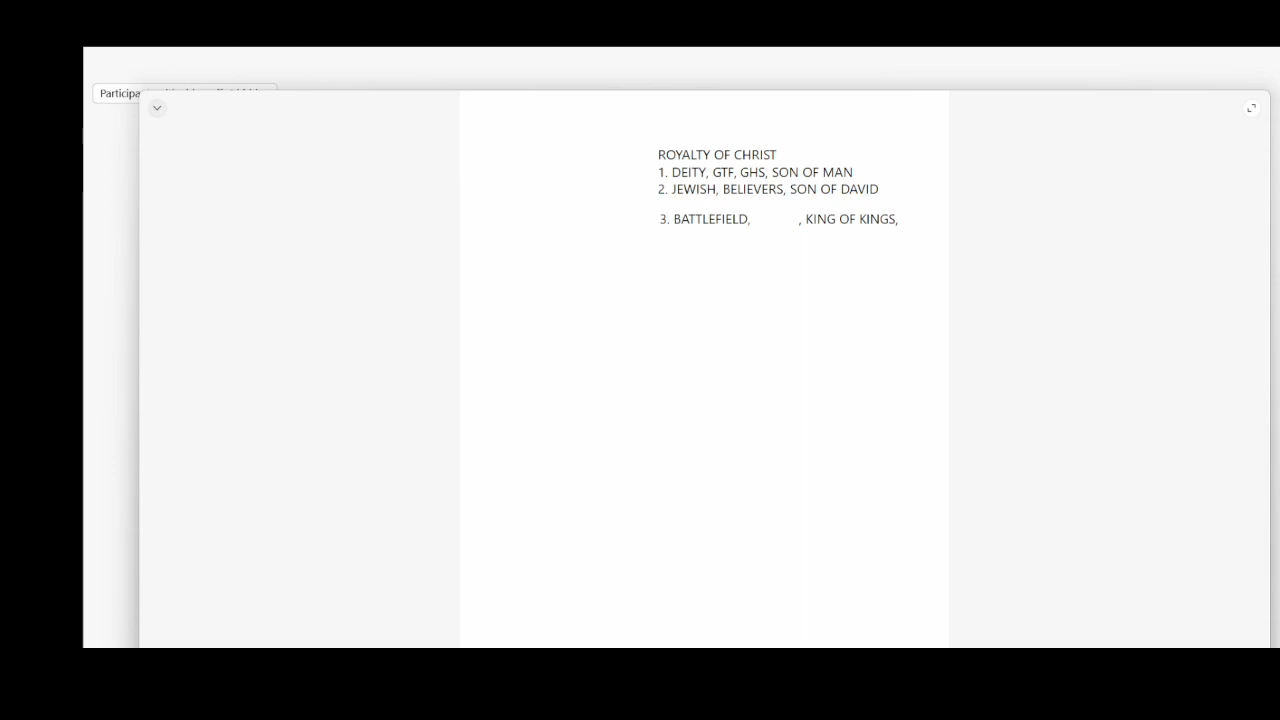 Participa
ROYALTY OF CHRIST
1. DEITY, GTF, GHS, SON OF MAN
2. JEWISH, BELIEVERS, SON OF DAVID
3. BATTLEFIELD, , KING OF KINGS,